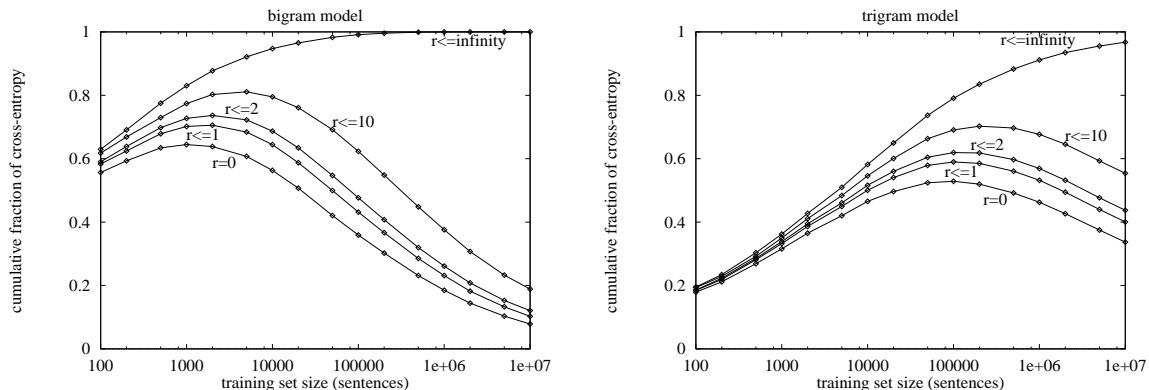 bigram model
cumulative fraction of cross-entropy
1
0.8
0.6
0.4
0.2
0
r<=infinity
r<=10
r<=2
r<=1
r=0
100
1000
10000
100000
1e+06
1e+07
training set size (sentences)
trigram model
cumulative fraction of cross-entropy
1
0.8
0.6
0.4
0.2
0
r<=infinity
r<=10
r<=2
r<=1
r=0
100
1000
10000
100000
1e+06
1e+07
training set size (sentences)